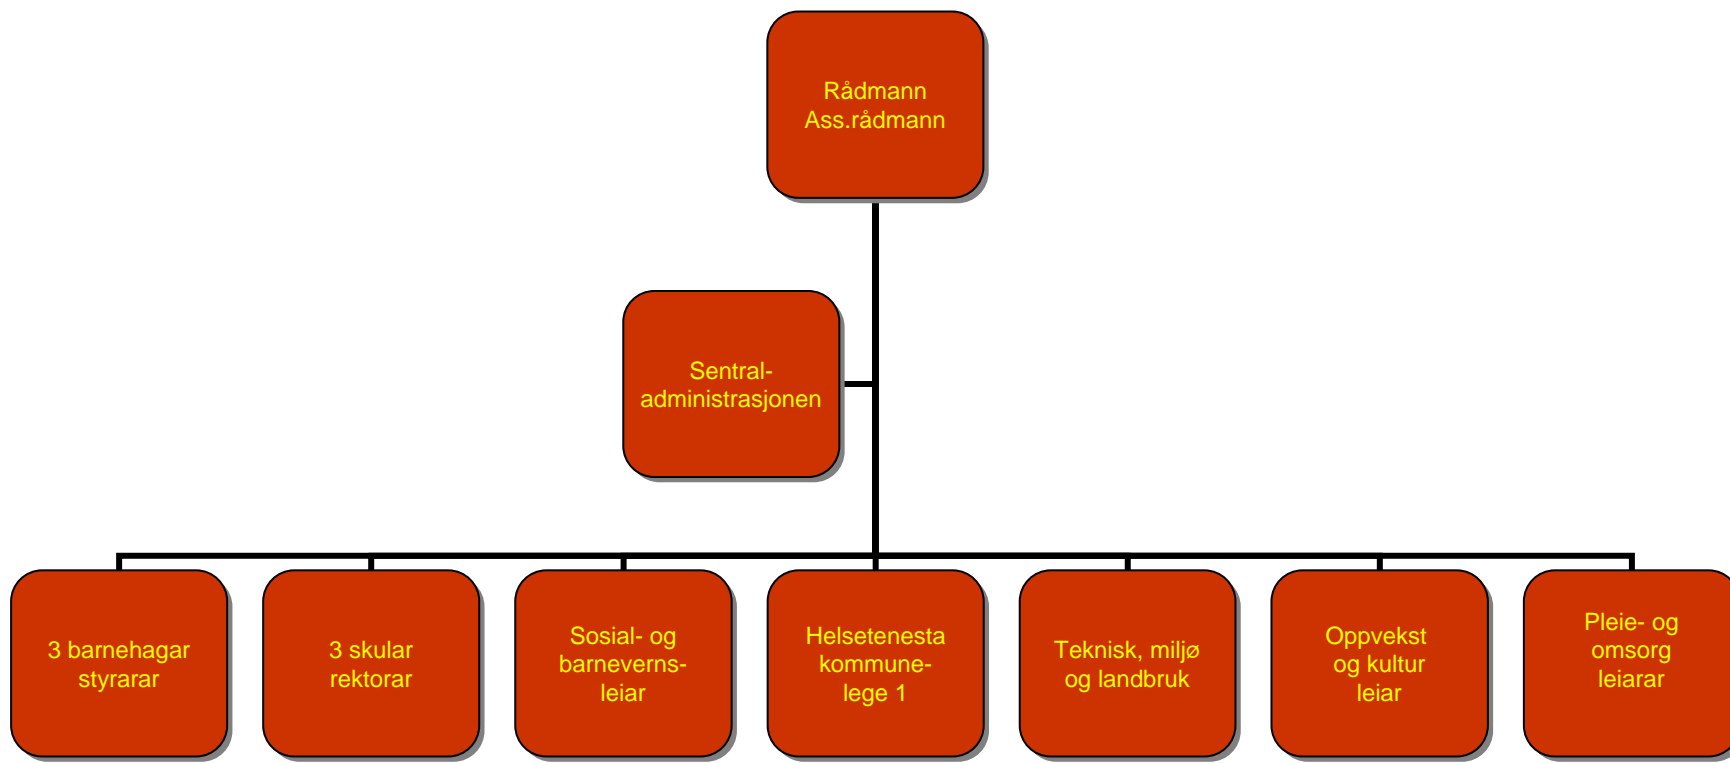 Rådmann
Ass.rådmann
Sentral-
administrasjonen
3 barnehagar
styrarar
3 skular
rektorar
Sosial- og
barneverns-
leiar
Helsetenesta
kommune-
lege 1
Teknisk, miljø
og landbruk
Oppvekst
og kultur
leiar
Pleie- og
omsorg
leiarar